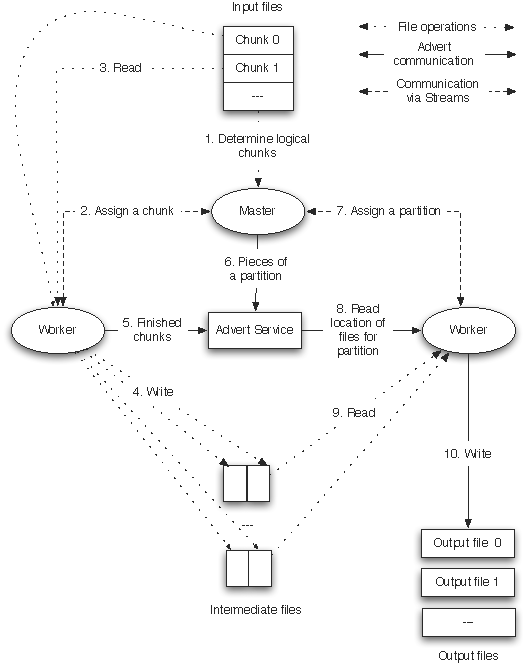 Input files
Chunk 0
Chunk 1
---
File operations
Advert
communication
Communication
via Streams
3. Read
1. Determine logical
chunks
2. Assign a chunk
Master
7. Assign a partition
6. Pieces of
a partition
Worker
5. Finished
chunks
Advert Service
8. Read
location of
files for
partition
Worker
4. Write
9. Read
10. Write
---
Intermediate files
Output file 0
Output file 1
---
Output files